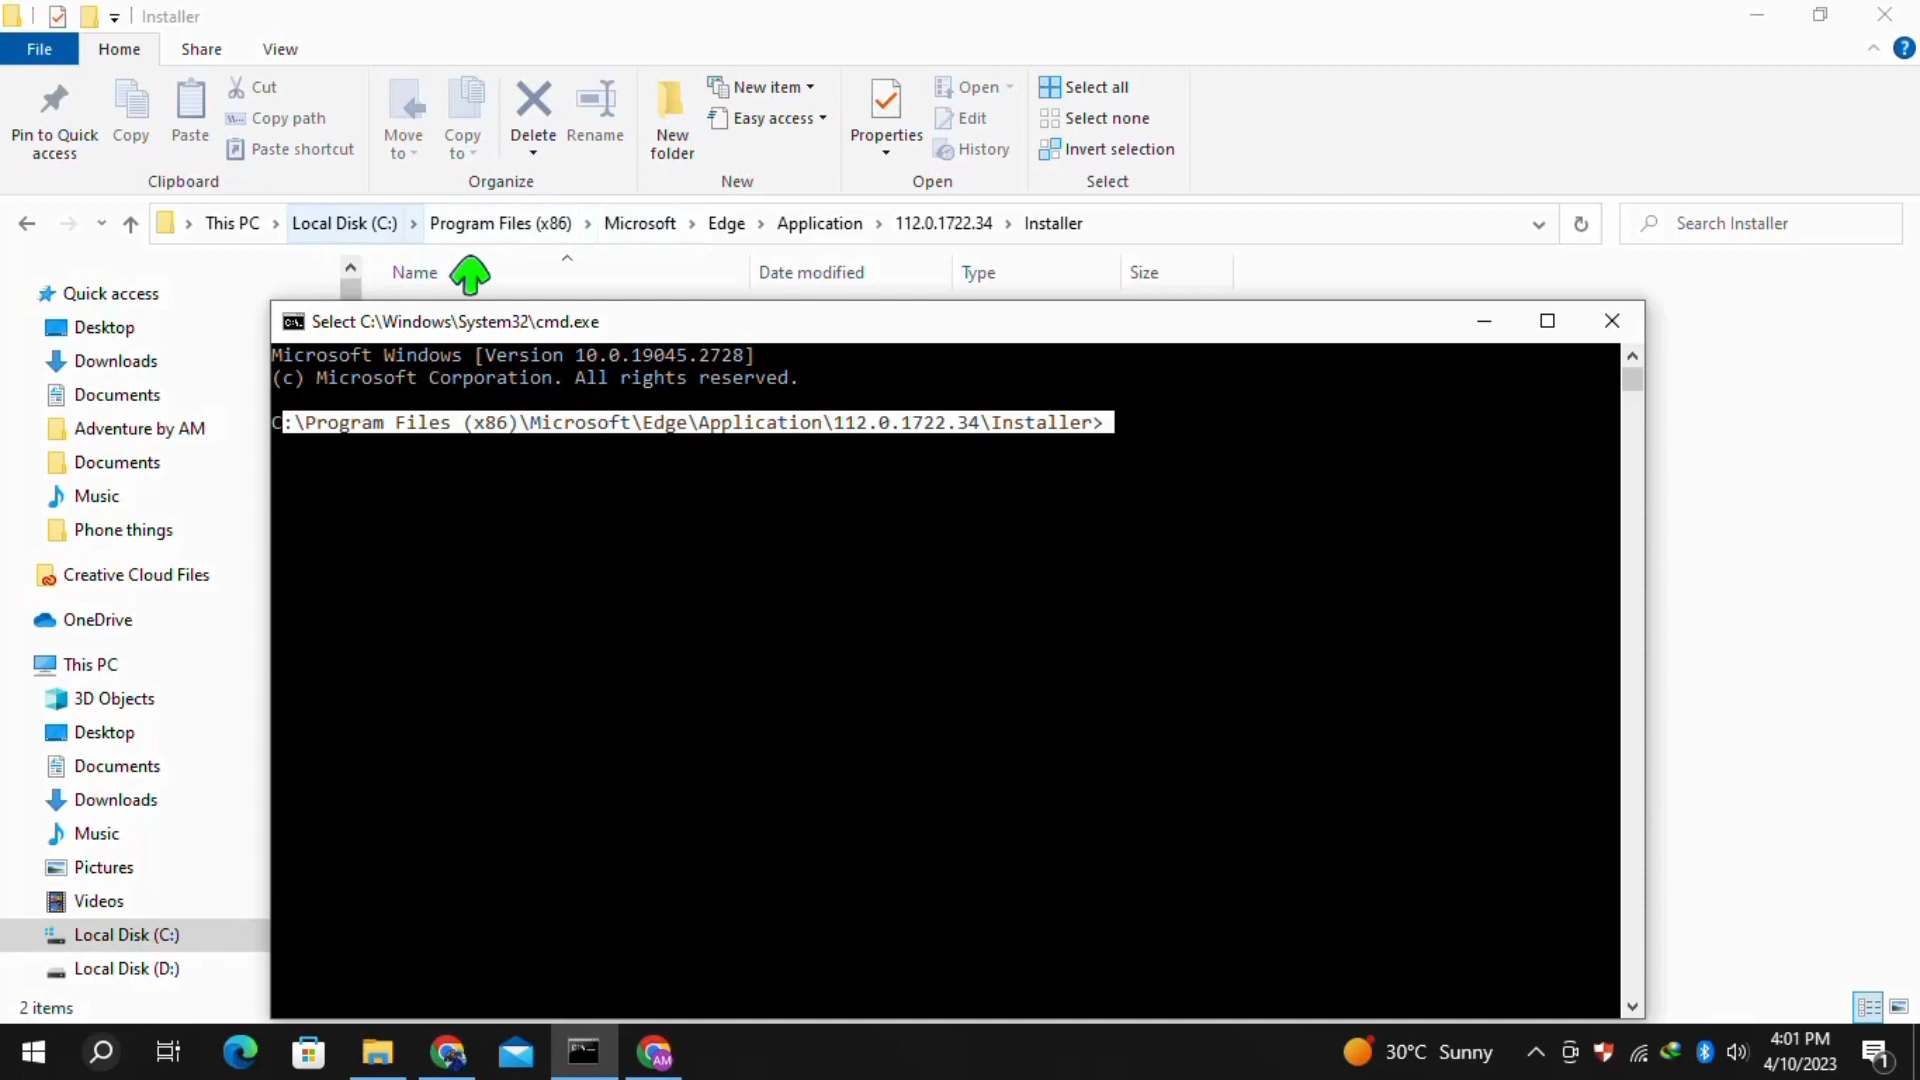 Installer
File Home Share View
Pin to Quick access
Copy
Paste
Cut
Copy path
Paste shortcut
Clipboard
Move to
Copy to
Delete
Rename
Organize
New folder
New item
Easy access
New
Properties
Open
Edit
History
Open
Select all
Select none
Invert selection
Select
This PC > Local Disk (C:) > Program Files (x86) > Microsoft > Edge > Application > 112.0.1722.34 > Installer
Search Installer
Name Date modified Type Size
Quick access
Desktop
Downloads
Documents
Adventure by AM
Documents
Music
Phone things
Creative Cloud Files
OneDrive
This PC
3D Objects
Desktop
Documents
Downloads
Music
Pictures
Videos
Local Disk (C:)
Local Disk (D:)
2 items
Select C:\Windows\System32\cmd.exe
Microsoft Windows [Version 10.0.19045.2728]
(c) Microsoft Corporation. All rights reserved.
C:\Program Files (x86)\Microsoft\Edge\Application\112.0.1722.34\Installer>
AM
30°C Sunny
4:01 PM
4/10/2023
1